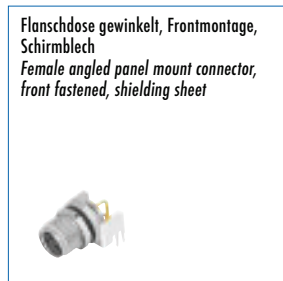 Flanschdose gewinkelt, Frontmontage,
Schirmblech
Female angled panel mount connector,
front fastened, shielding sheet